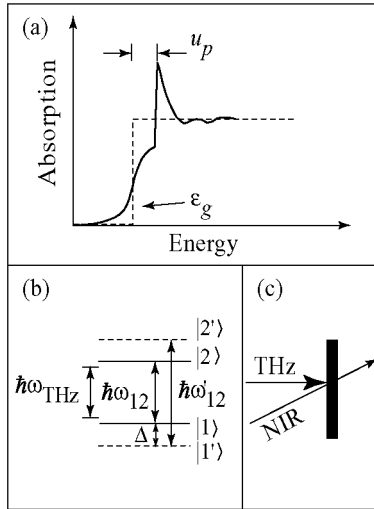 (a)
u_p
Absorption
ε_g
Energy
(b)
|2'⟩
|2⟩
ħω_THz
ħω_12
ħω'_12
|1⟩
Δ
|1'⟩
(c)
THz
NIR